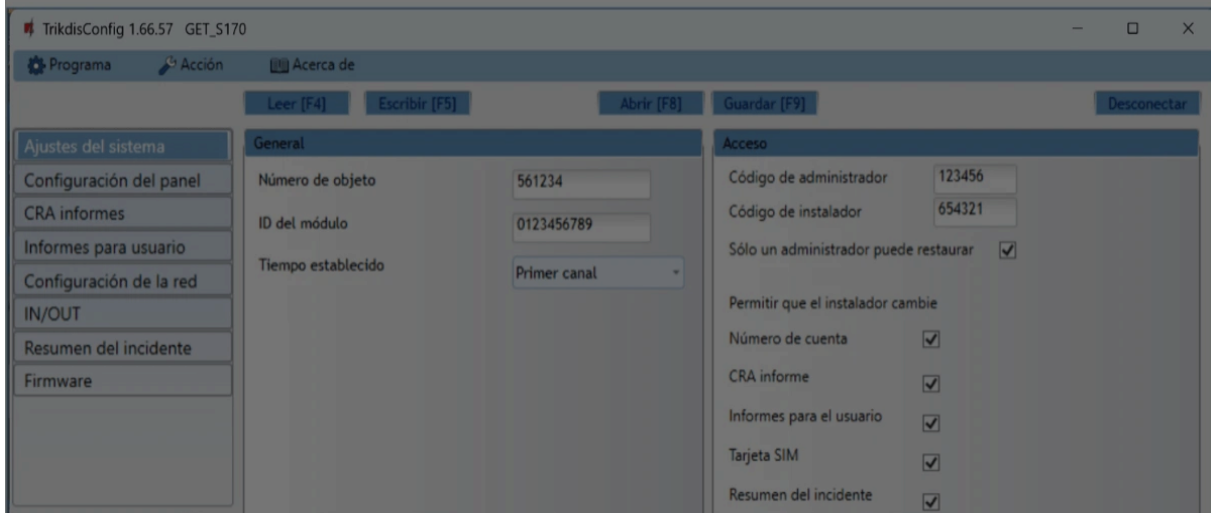 TrikdisConfig 1.66.57 GET_S170
Programa Acción Acerca de
Leer [F4] Escribir [F5] Abrir [F8] Guardar [F9] Desconectar
Ajustes del sistema
Configuración del panel
CRA informes
Informes para usuario
Configuración de la red
IN/OUT
Resumen del incidente
Firmware
General
Número de objeto 561234
ID del módulo 0123456789
Tiempo establecido Primer canal
Acceso
Código de administrador 123456
Código de instalador 654321
Sólo un administrador puede restaurar
Permitir que el instalador cambie
Número de cuenta
CRA informe
Informes para el usuario
Tarjeta SIM
Resumen del incidente